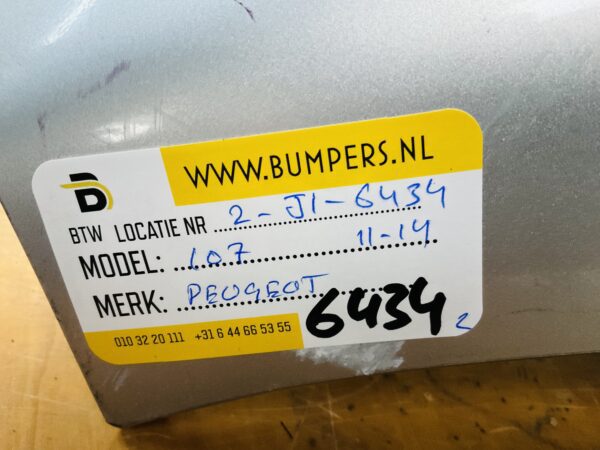 WWW.BUMPERS.NL
BTW LOCATIE NR 2-J1-6434
MODEL: 107 11-14
MERK: PEUGEOT
010 32 20 111 +31 6 44 66 53 55
6434 2